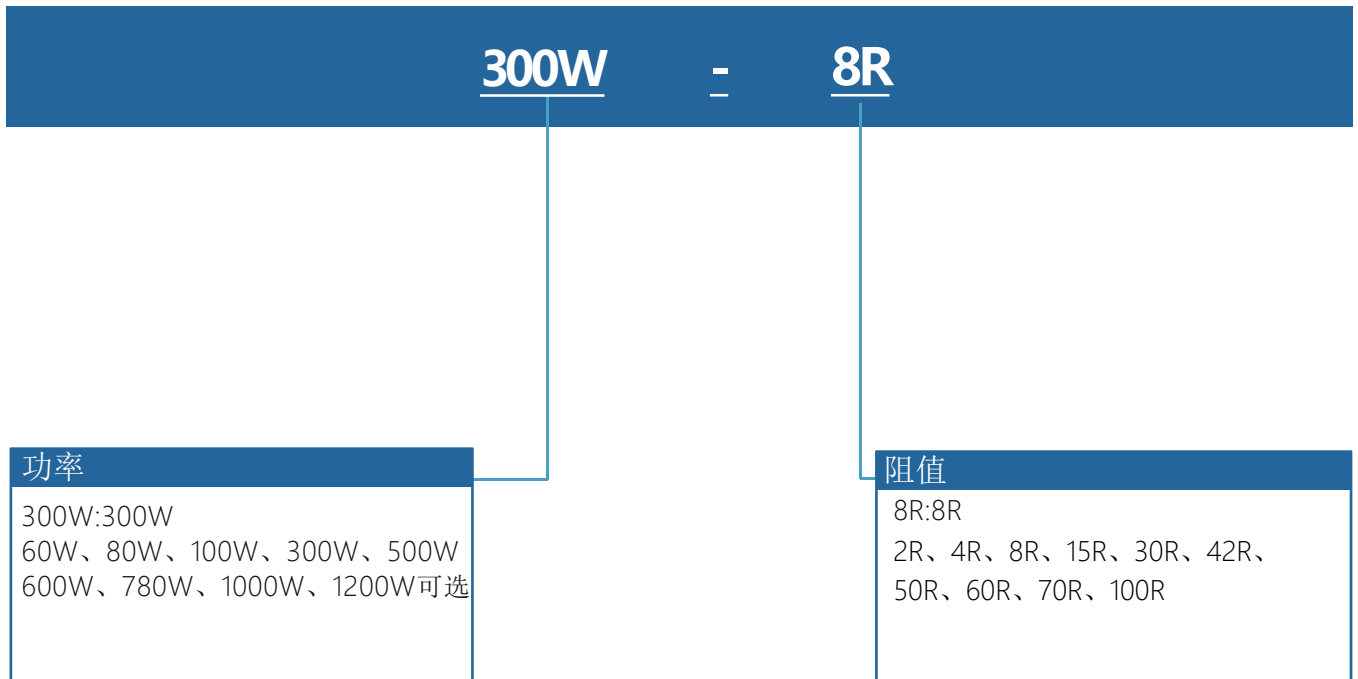 300W - 8R
功率
300W:300W
60W、80W、100W、300W、500W
600W、780W、1000W、1200W可选
阻值
8R:8R
2R、4R、8R、15R、30R、42R、
50R、60R、70R、100R